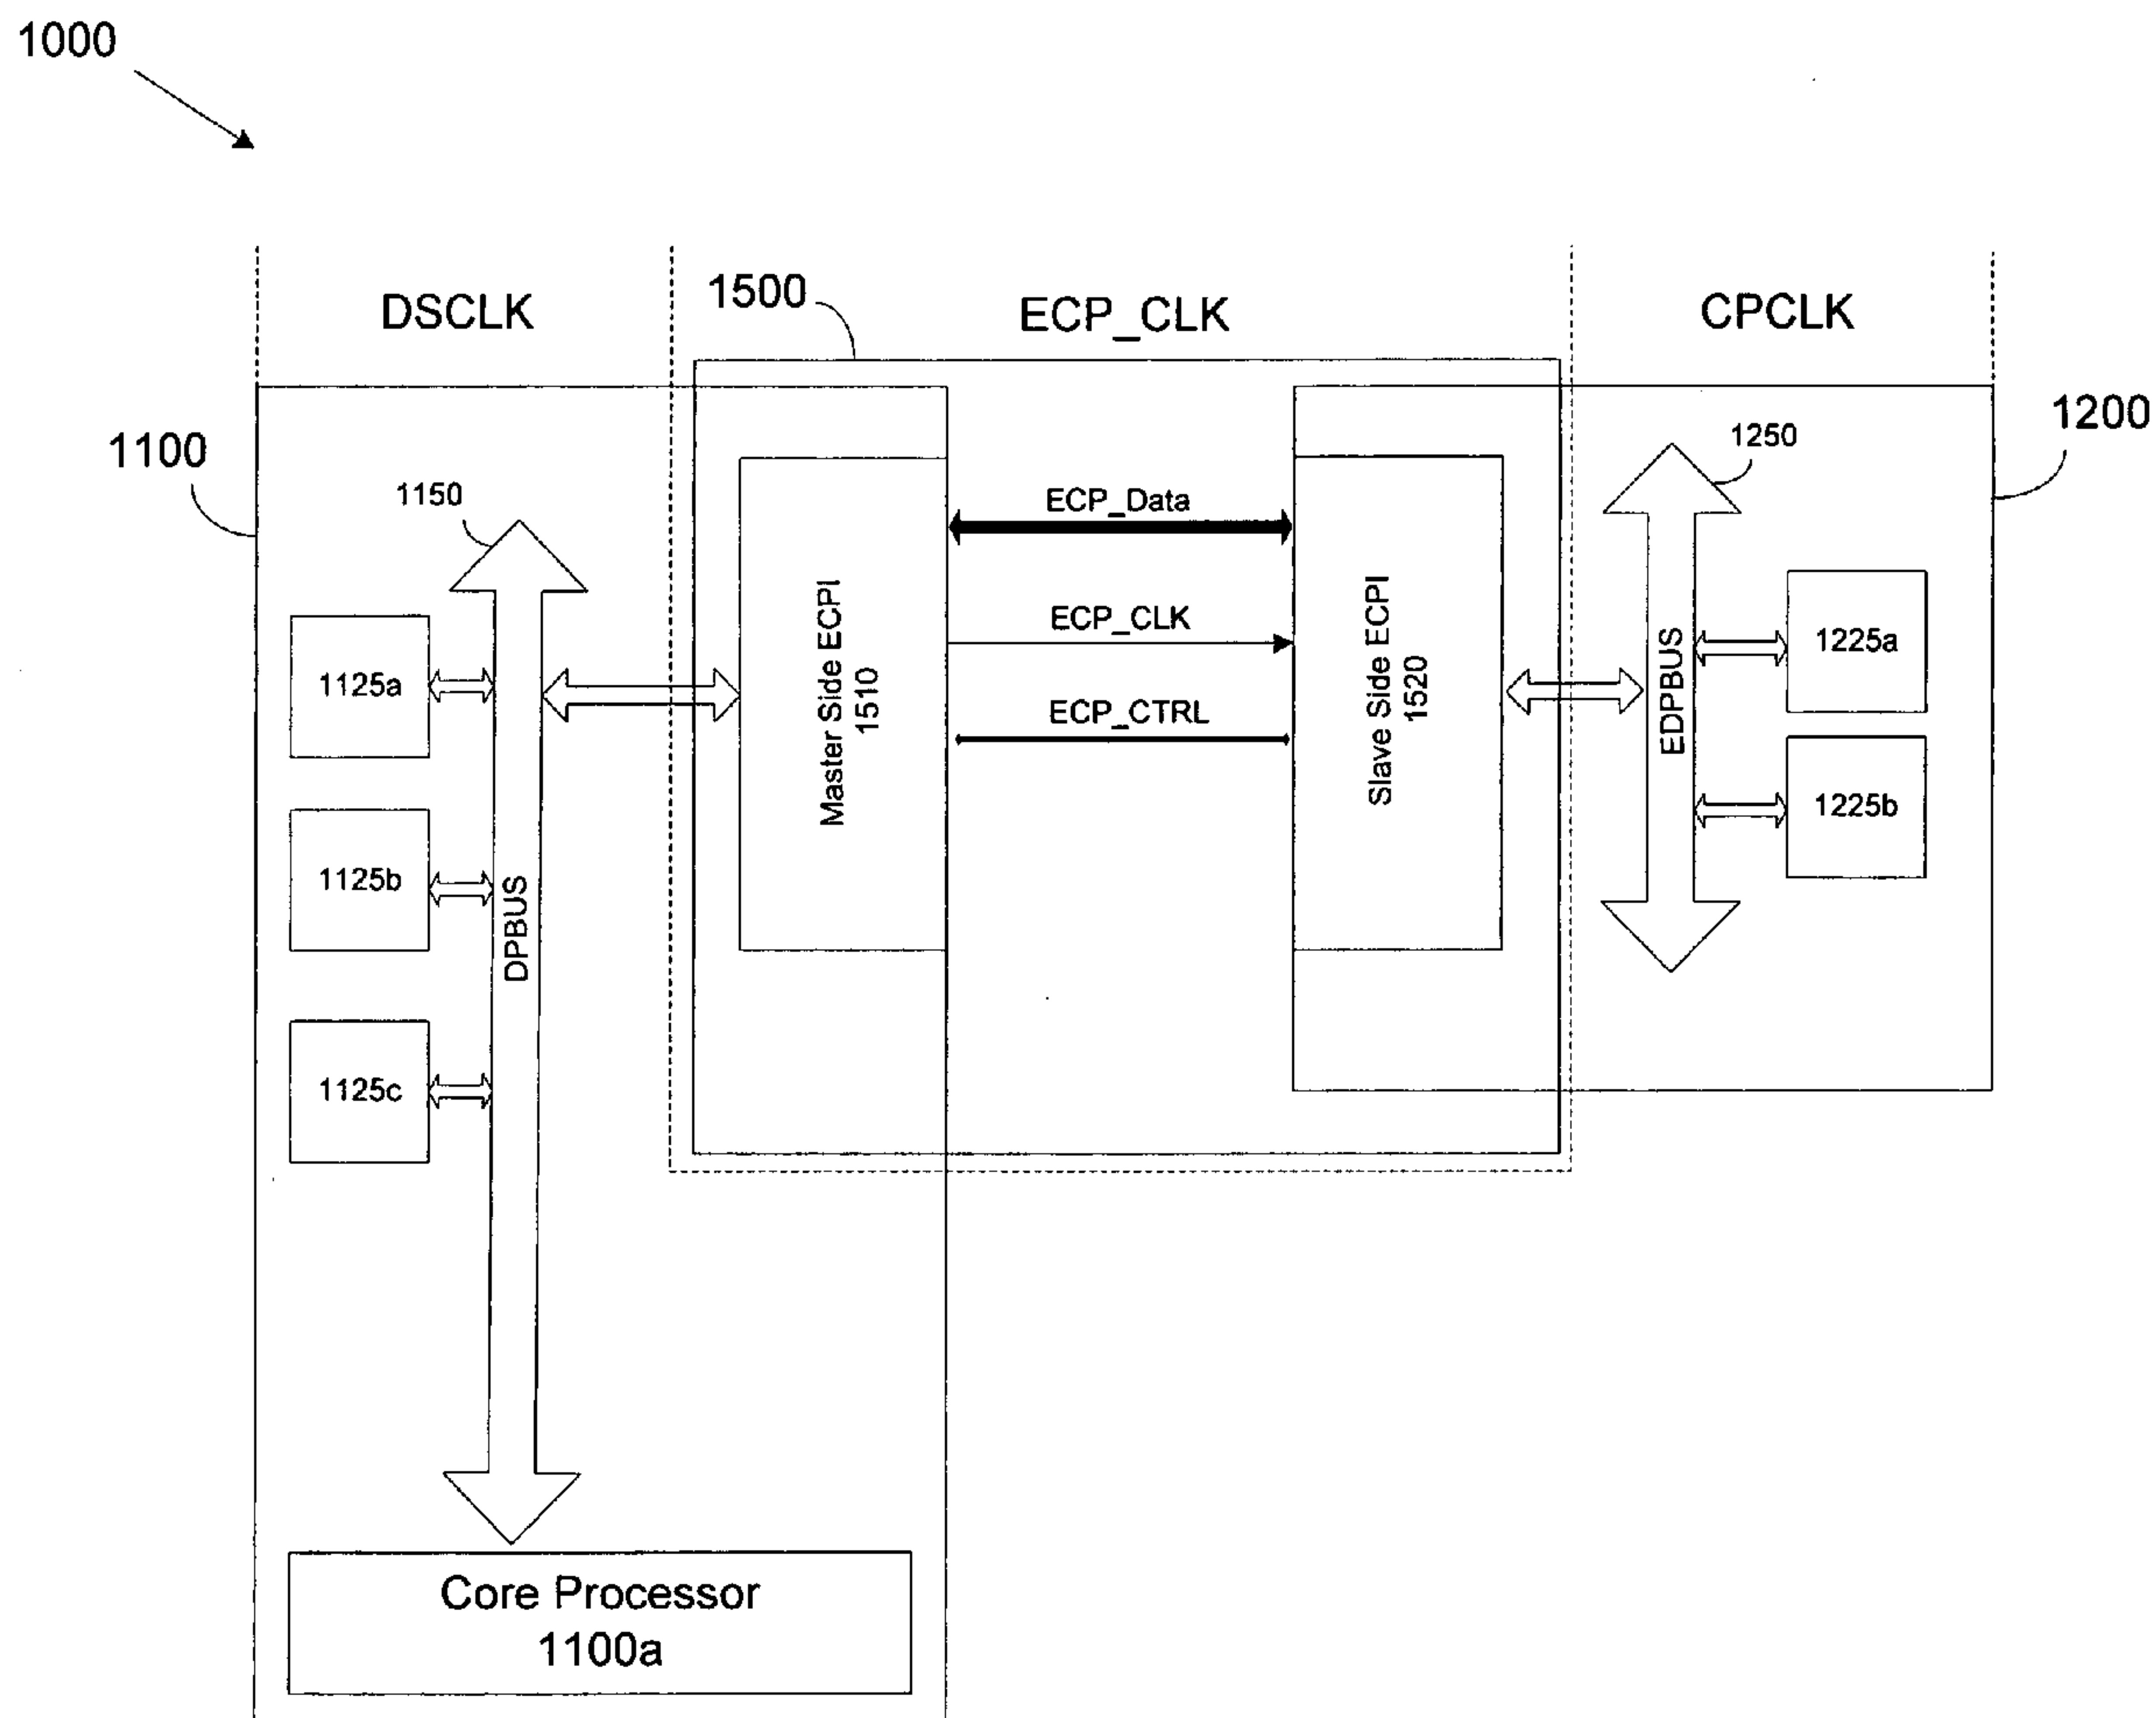 1000
DSCLK
1500
ECP_CLK
CPCLK
1100
1200
1150
1250
ECP_Data
ECP_CLK
ECP_CTRL
Master Side ECPI
1510
Slave Side ECPI
1520
DPBUS
EDPBUS
1125a
1125b
1125c
1225a
1225b
Core Processor
1100a